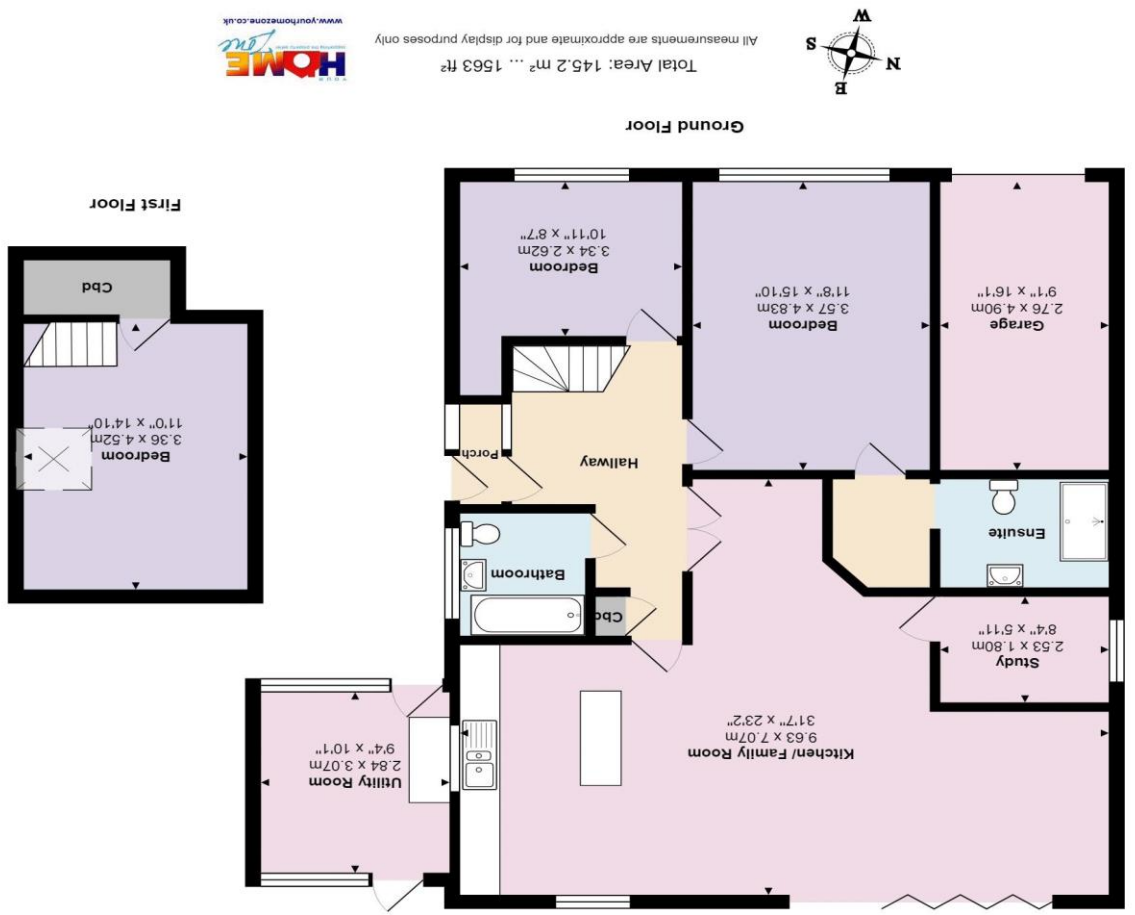 Utility Room
2.84 x 3.07m
9'4" x 10'1"
Kitchen/ Family Room
9.63 x 7.07m
31'7" x 23'2"
Study
2.53 x 1.80m
8'4" x 5'11"
Cbd
Bathroom
Ensuite
Hallway
Porch
Garage
2.76 x 4.90m
9'1" x 16'1"
Bedroom
3.57 x 4.83m
11'8" x 15'10"
Bedroom
3.34 x 2.62m
10'11" x 8'7"
Bedroom
3.36 x 4.52m
11'0" x 14'10"
Cbd
First Floor
Ground Floor
Total Area: 145.2 m² ... 1563 ft²
All measurements are approximate and for display purposes only
E
N
S
W
YOUR
HOME
Zone
www.yourhomezone.co.uk